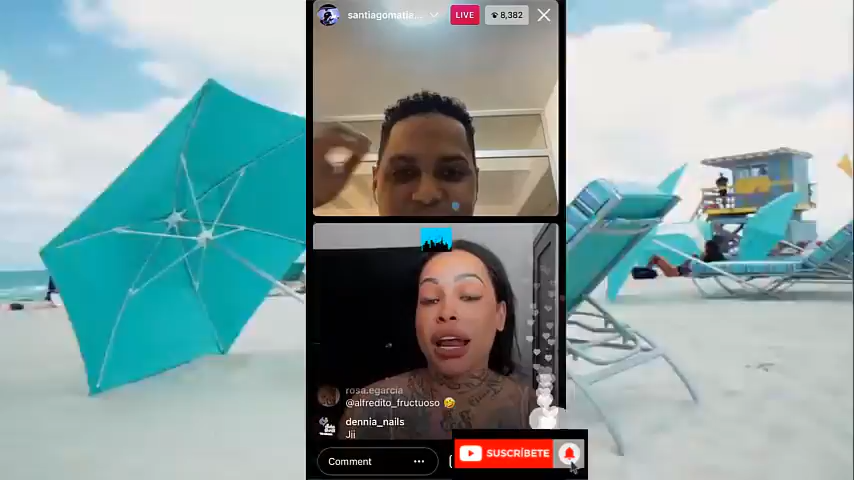 santiagomatia...
LIVE
8,382
rosa.egarcia
@alfredito_fructuoso 🤣
dennia_nails
Jii
Comment
SUSCRÍBETE